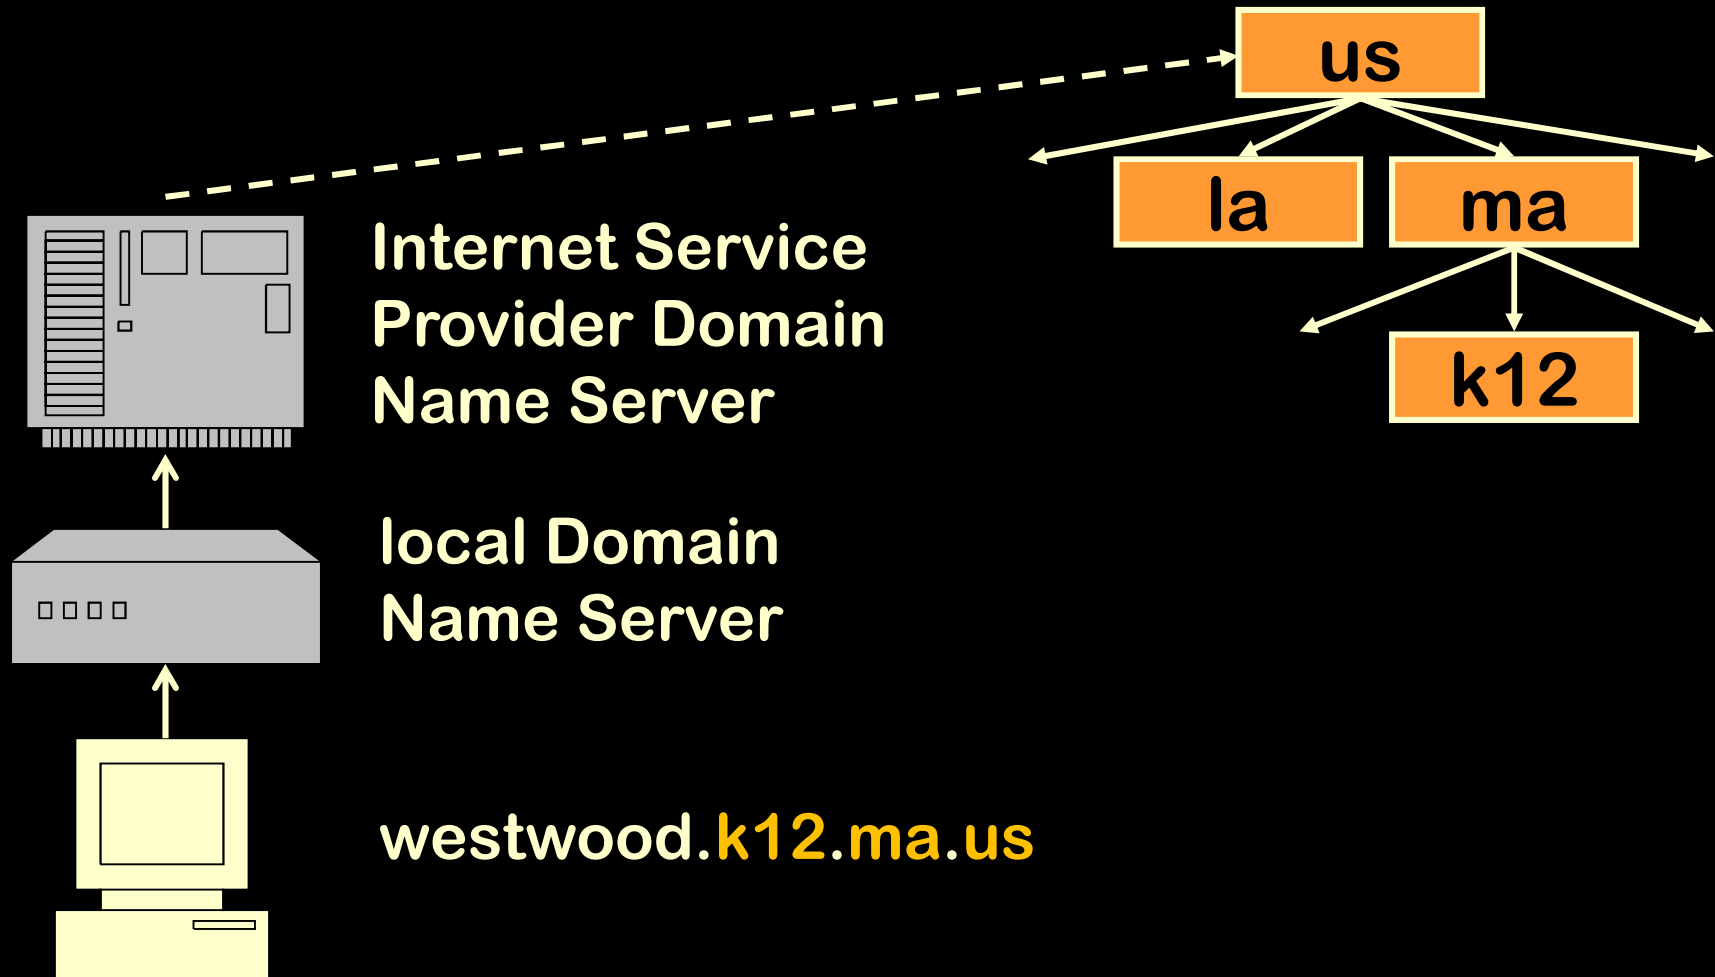 us
la
ma
k12
Internet Service
Provider Domain
Name Server
local Domain
Name Server
westwood.k12.ma.us